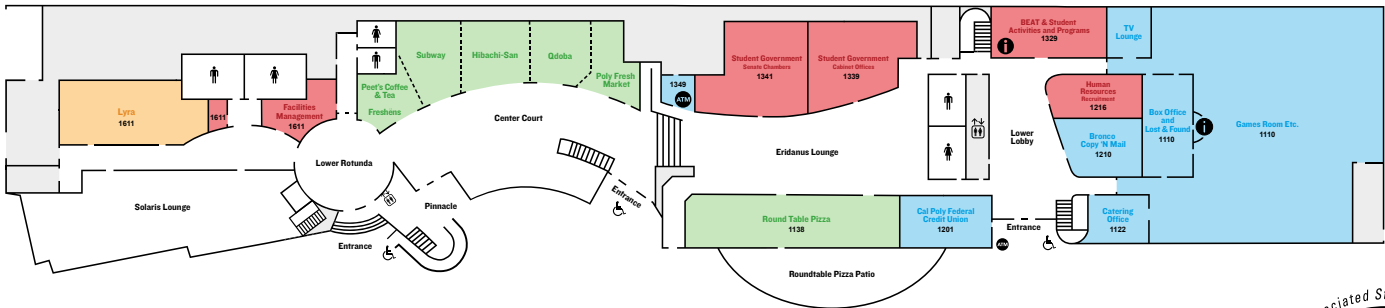 BEAT & Student
Activities and Programs
1329
TV
Lounge
Subway
Hibachi-San
Qdoba
Poly Fresh
Market
Student Government
Senate Chambers
1341
Student Government
Cabinet Offices
1339
1349
ATM
Peet's Coffee
& Tea
Freshens
Lyra
1611
1611
Facilities
Management
1611
Center Court
Human
Resources
Recruitment
1216
Box Office
and
Lost & Found
1110
Games Room Etc.
1110
Lower
Lobby
Bronco
Copy 'N Mail
1210
Eridanus Lounge
Lower Rotunda
Solaris Lounge
Pinnacle
Entrance
Entrance
Round Table Pizza
1138
Cal Poly Federal
Credit Union
1201
ATM
Entrance
Catering
Office
1122
Roundtable Pizza Patio
ociated St